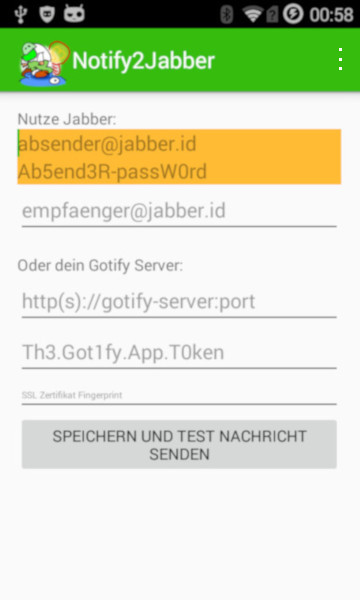 00:58
Notify2Jabber
Nutze Jabber:
absender@jabber.id
Ab5end3R-passW0rd
empfaenger@jabber.id
Oder dein Gotify Server:
http(s)://gotify-server:port
Th3.Got1fy.App.T0ken
SSL Zertifikat Fingerprint
SPEICHERN UND TEST NACHRICHT
SENDEN